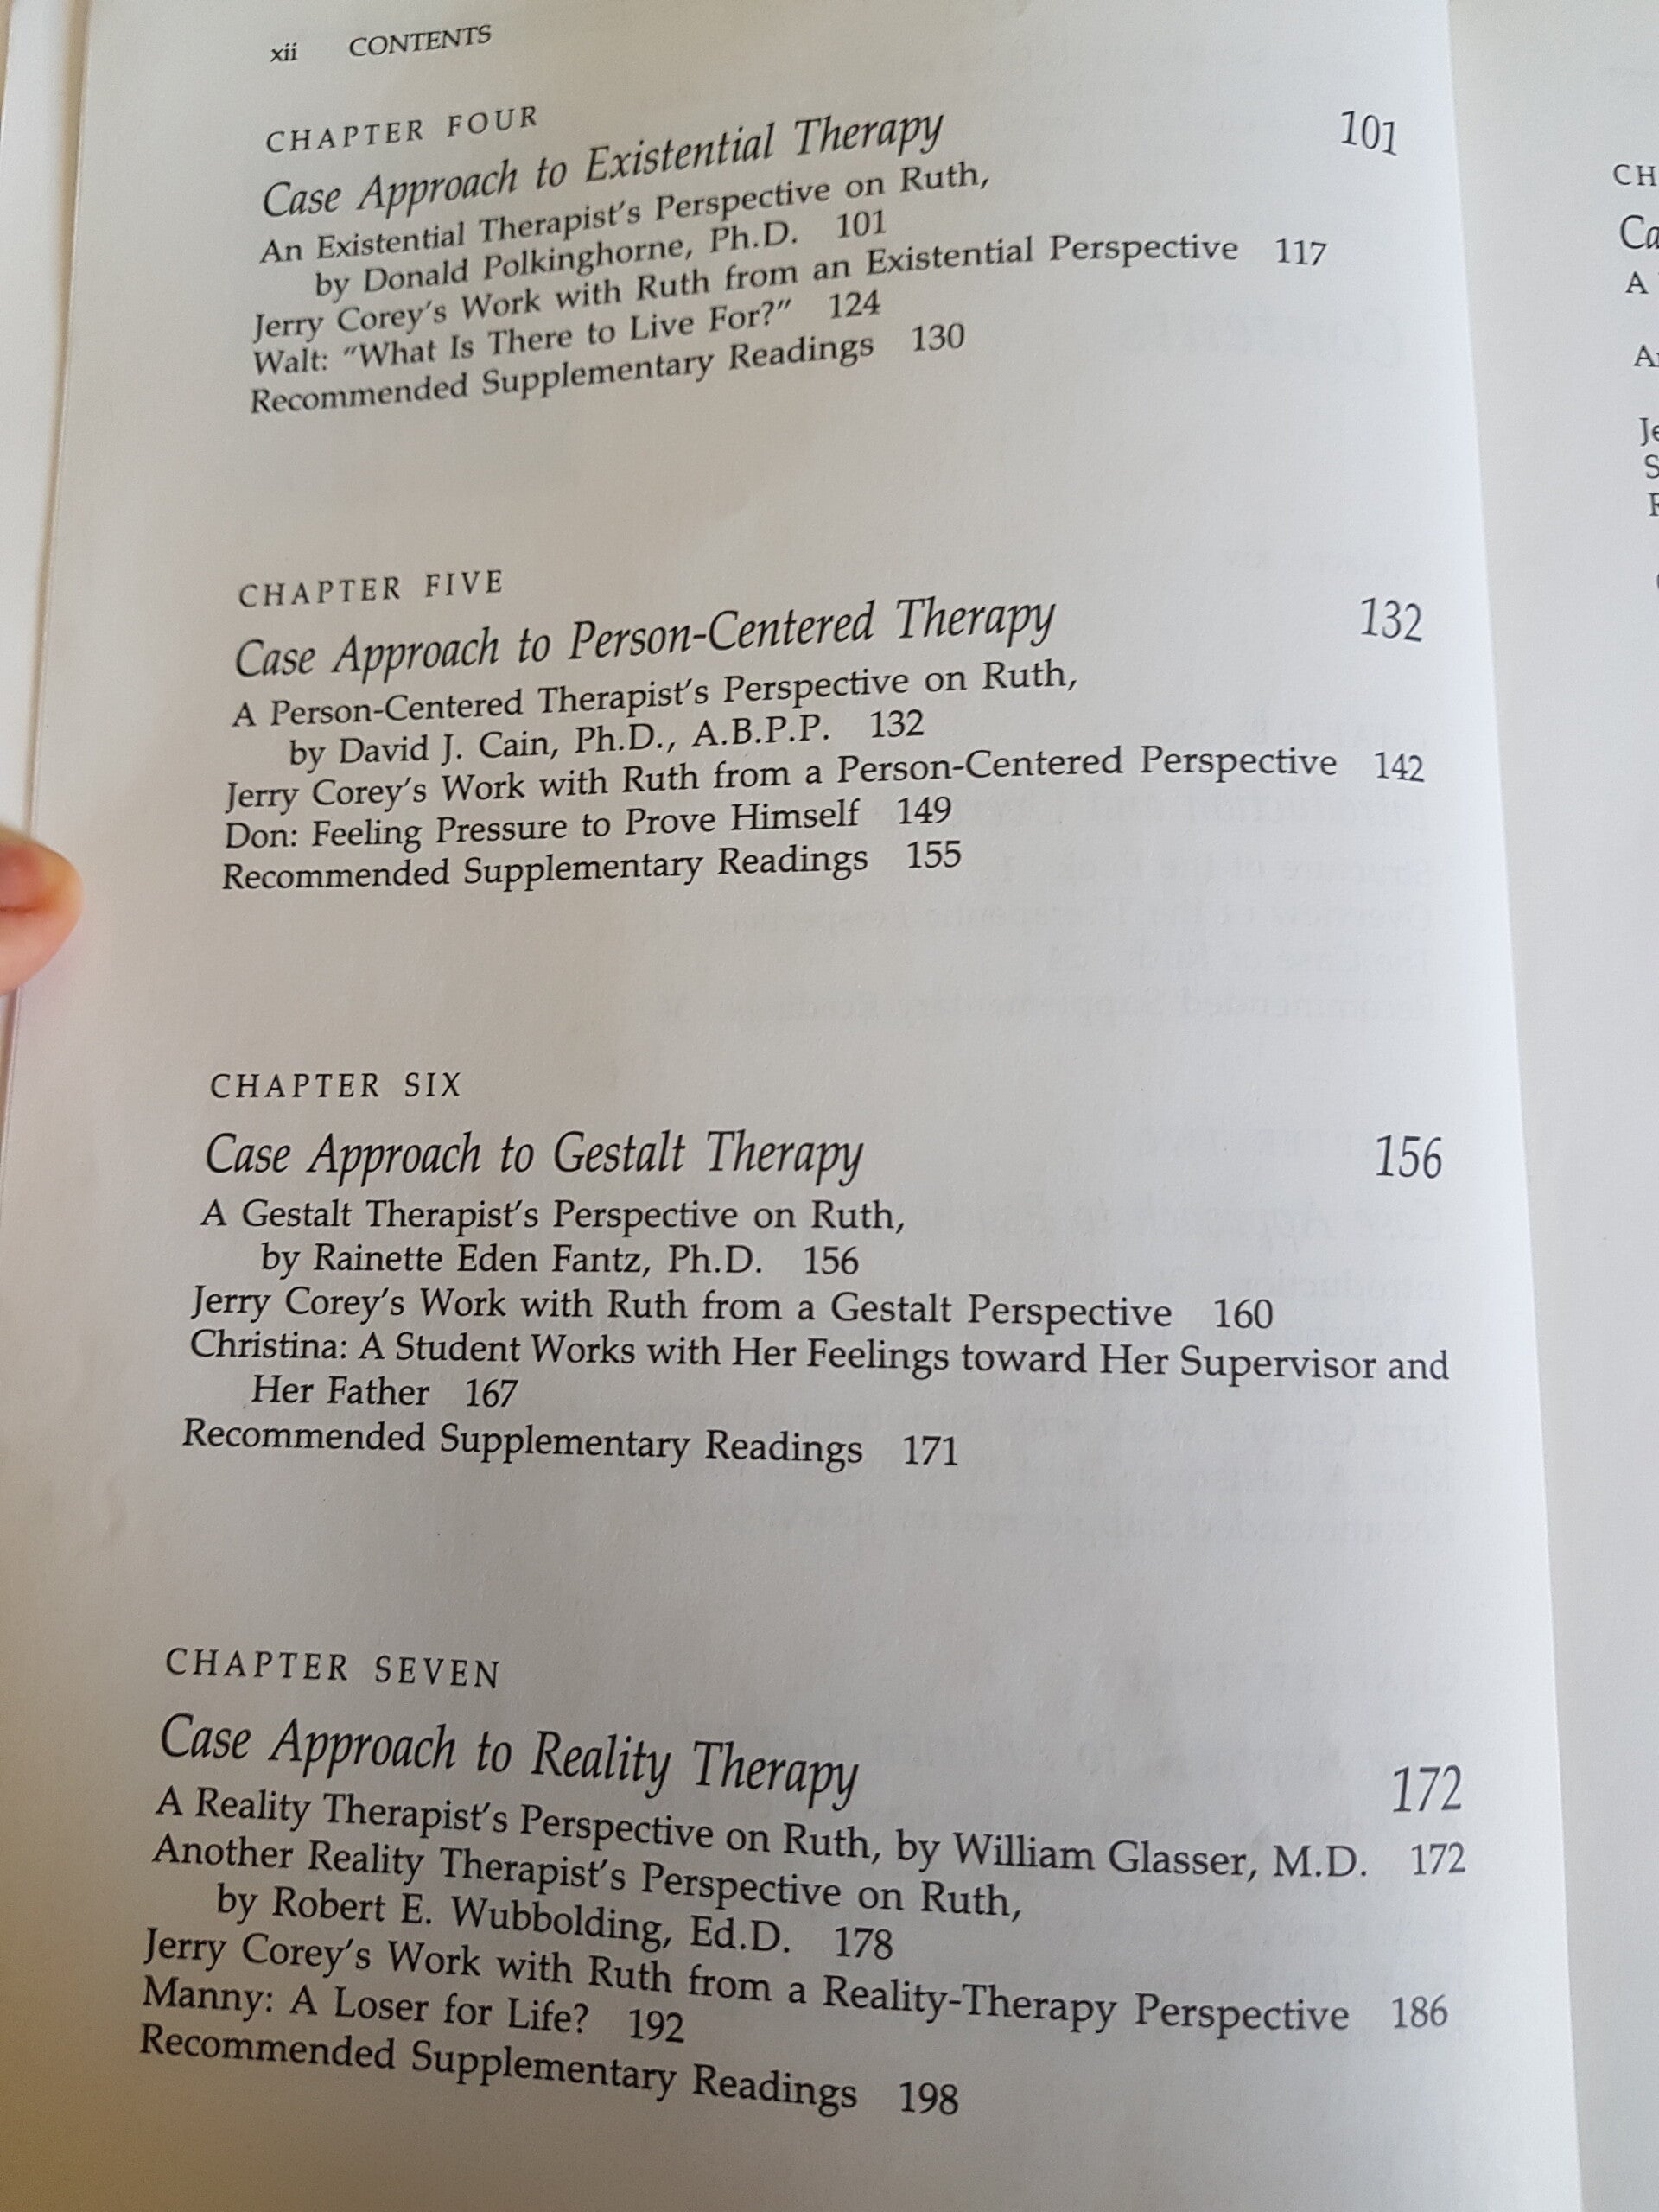 xii CONTENTS
CHAPTER FOUR
Case Approach to Existential Therapy 101
An Existential Therapist's Perspective on Ruth,
by Donald Polkinghorne, Ph.D. 101
Jerry Corey's Work with Ruth from an Existential Perspective 117
Walt: "What Is There to Live For?" 124
Recommended Supplementary Readings 130
CHAPTER FIVE
Case Approach to Person-Centered Therapy 132
A Person-Centered Therapist's Perspective on Ruth,
by David J. Cain, Ph.D., A.B.P.P. 132
Jerry Corey's Work with Ruth from a Person-Centered Perspective 142
Don: Feeling Pressure to Prove Himself 149
Recommended Supplementary Readings 155
CHAPTER SIX
Case Approach to Gestalt Therapy 156
A Gestalt Therapist's Perspective on Ruth,
by Rainette Eden Fantz, Ph.D. 156
Jerry Corey's Work with Ruth from a Gestalt Perspective 160
Christina: A Student Works with Her Feelings toward Her Supervisor and
Her Father 167
Recommended Supplementary Readings 171
CHAPTER SEVEN
Case Approach to Reality Therapy 172
A Reality Therapist's Perspective on Ruth, by William Glasser, M.D. 172
Another Reality Therapist's Perspective on Ruth,
by Robert E. Wubbolding, Ed.D. 178
Jerry Corey's Work with Ruth from a Reality-Therapy Perspective 186
Manny: A Loser for Life? 192
Recommended Supplementary Readings 198